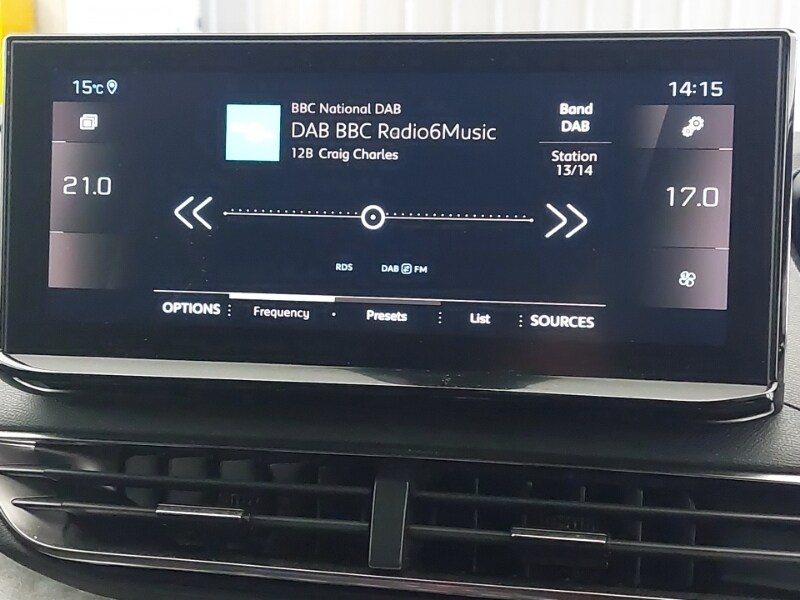 15°C
14:15
BBC National DAB
DAB BBC Radio6Music
12B Craig Charles
Band
DAB
Station
13/14
21.0
17.0
RDS
DAB FM
OPTIONS
Frequency
Presets
List
SOURCES